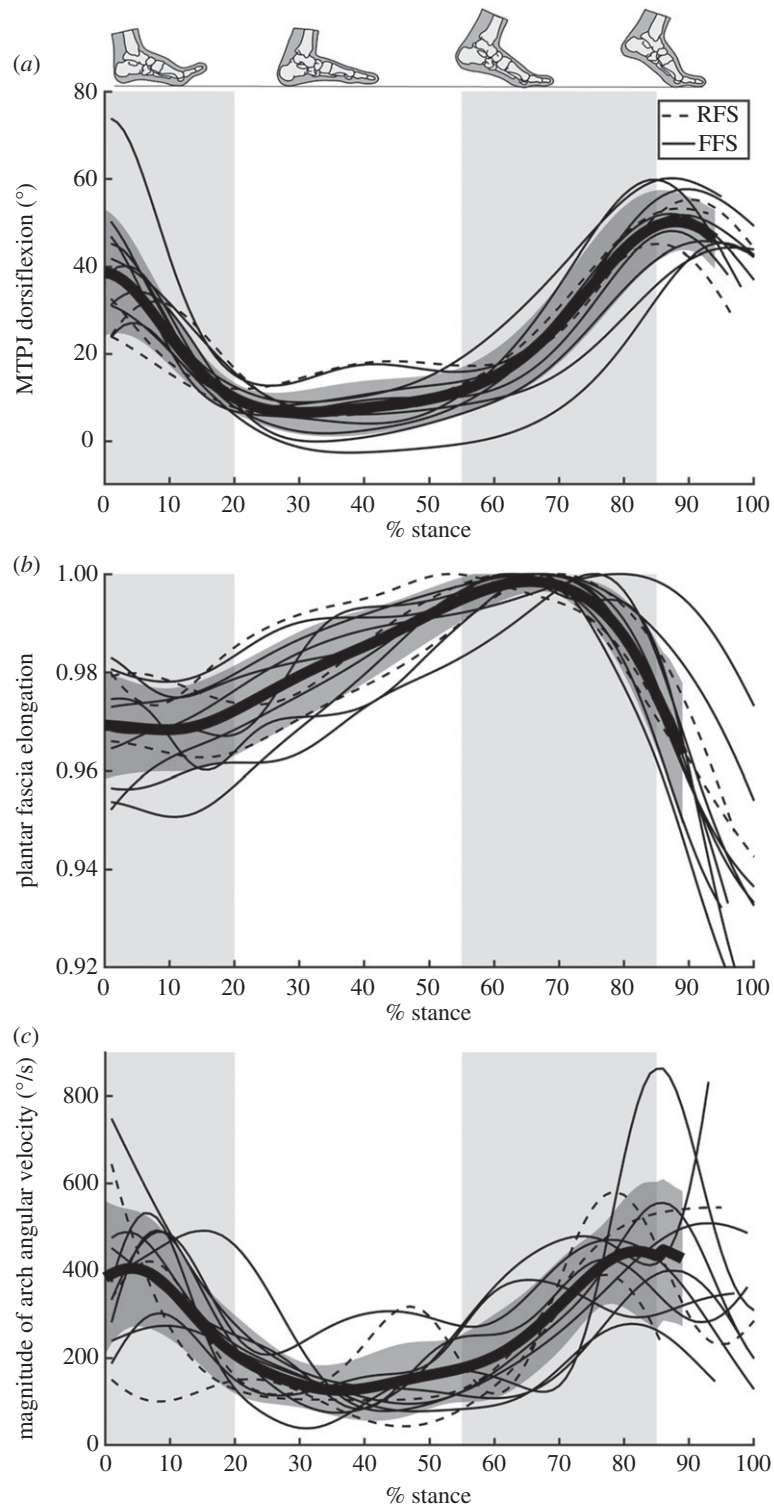 (a)
80
RFS
FFS
60
40
20
0
MTPJ dorsiflexion (°)
0 10 20 30 40 50 60 70 80 90 100
% stance
(b)
1.00
0.98
0.96
0.94
0.92
plantar fascia elongation
0 10 20 30 40 50 60 70 80 90 100
% stance
(c)
800
600
400
200
0
magnitude of arch angular velocity (°/s)
0 10 20 30 40 50 60 70 80 90 100
% stance